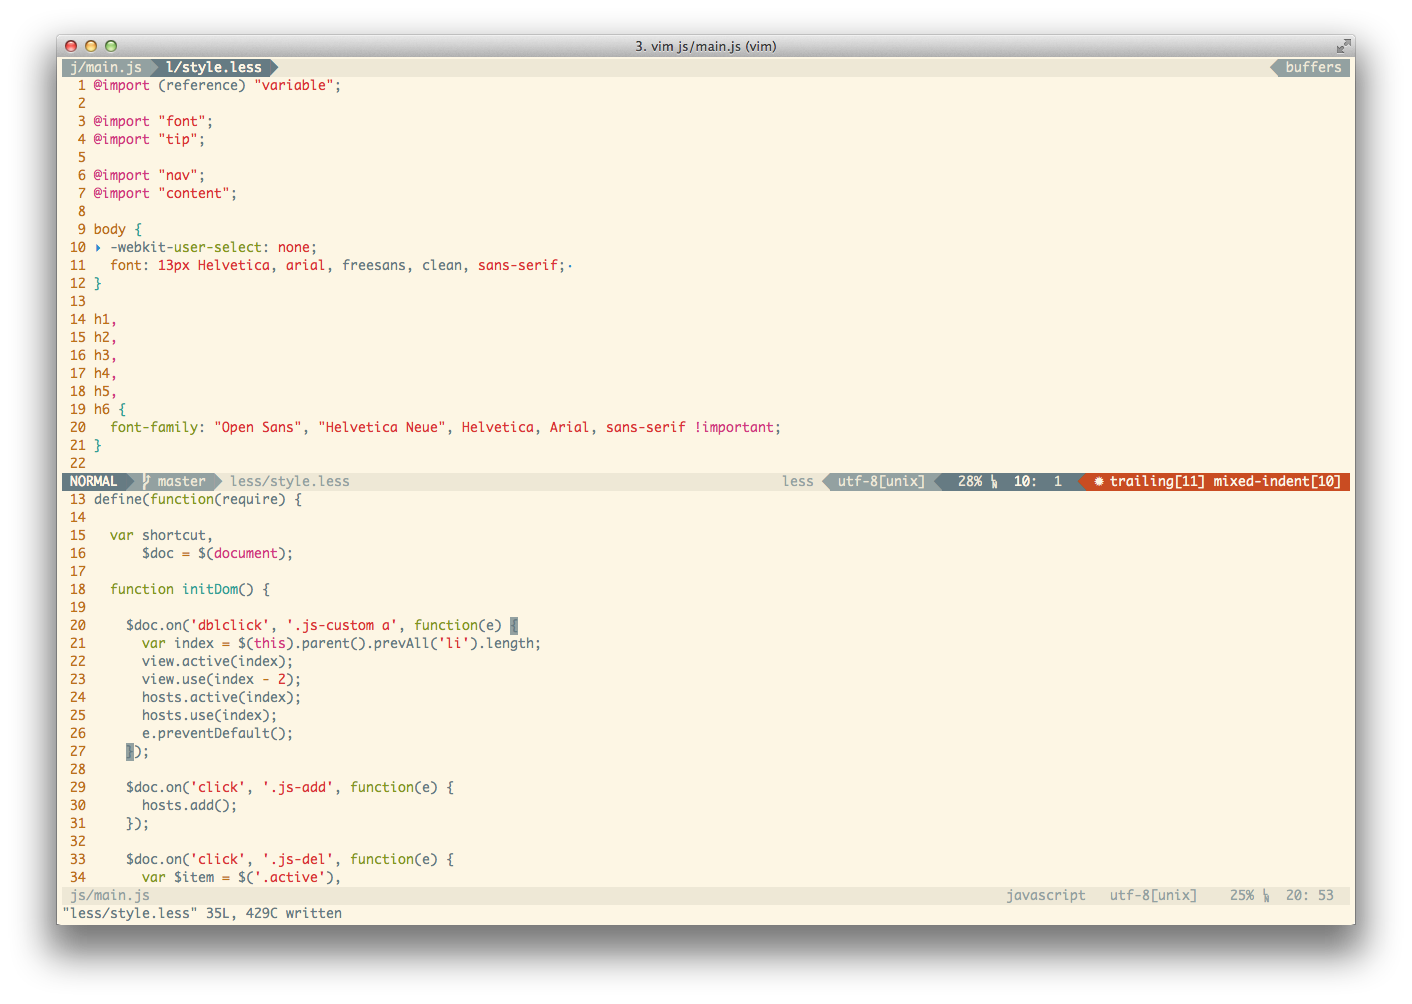 3. vim js/main.js (vim)
j/main.js l/style.less buffers
1 @import (reference) "variable";
2
3 @import "font";
4 @import "tip";
5
6 @import "nav";
7 @import "content";
8
9 body {
10 ▸ -webkit-user-select: none;
11   font: 13px Helvetica, arial, freesans, clean, sans-serif;·
12 }
13
14 h1,
15 h2,
16 h3,
17 h4,
18 h5,
19 h6 {
20   font-family: "Open Sans", "Helvetica Neue", Helvetica, Arial, sans-serif !important;
21 }
22
NORMAL master less/style.less less utf-8[unix] 28% 10: 1 ✹ trailing[11] mixed-indent[10]
13 define(function(require) {
14
15   var shortcut,
16       $doc = $(document);
17
18   function initDom() {
19
20     $doc.on('dblclick', '.js-custom a', function(e) {
21       var index = $(this).parent().prevAll('li').length;
22       view.active(index);
23       view.use(index - 2);
24       hosts.active(index);
25       hosts.use(index);
26       e.preventDefault();
27     });
28
29     $doc.on('click', '.js-add', function(e) {
30       hosts.add();
31     });
32
33     $doc.on('click', '.js-del', function(e) {
34       var $item = $('.active'),
js/main.js javascript utf-8[unix] 25% 20: 53
"less/style.less" 35L, 429C written